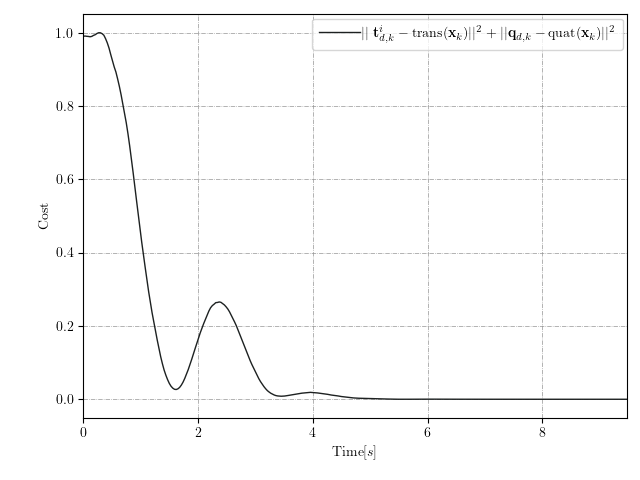 || t^i_{d,k} − trans(x_k)||^2 + ||q_{d,k} − quat(x_k)||^2
1.0
0.8
0.6
0.4
0.2
0.0
Cost
0 2 4 6 8
Time[s]